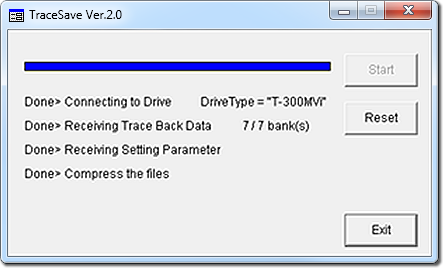 TraceSave Ver.2.0
Start
Done> Connecting to Drive DriveType = "T-300MVi"
Done> Receiving Trace Back Data 7 / 7 bank(s)
Reset
Done> Receiving Setting Parameter
Done> Compress the files
Exit